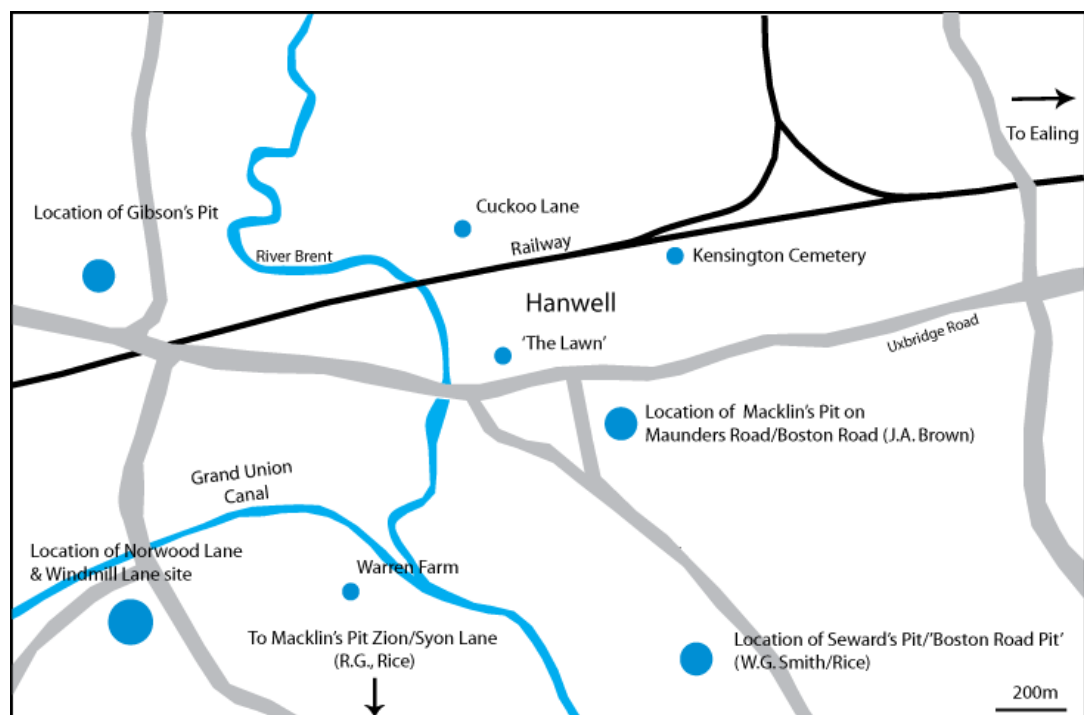 To Ealing
Location of Gibson's Pit
Cuckoo Lane
River Brent
Railway
Kensington Cemetery
Hanwell
'The Lawn'
Uxbridge Road
Location of Macklin's Pit on
Maunders Road/Boston Road (J.A. Brown)
Grand Union
Canal
Location of Norwood Lane
& Windmill Lane site
Warren Farm
To Macklin's Pit Zion/Syon Lane
(R.G., Rice)
Location of Seward's Pit/'Boston Road Pit'
(W.G. Smith/Rice)
200m